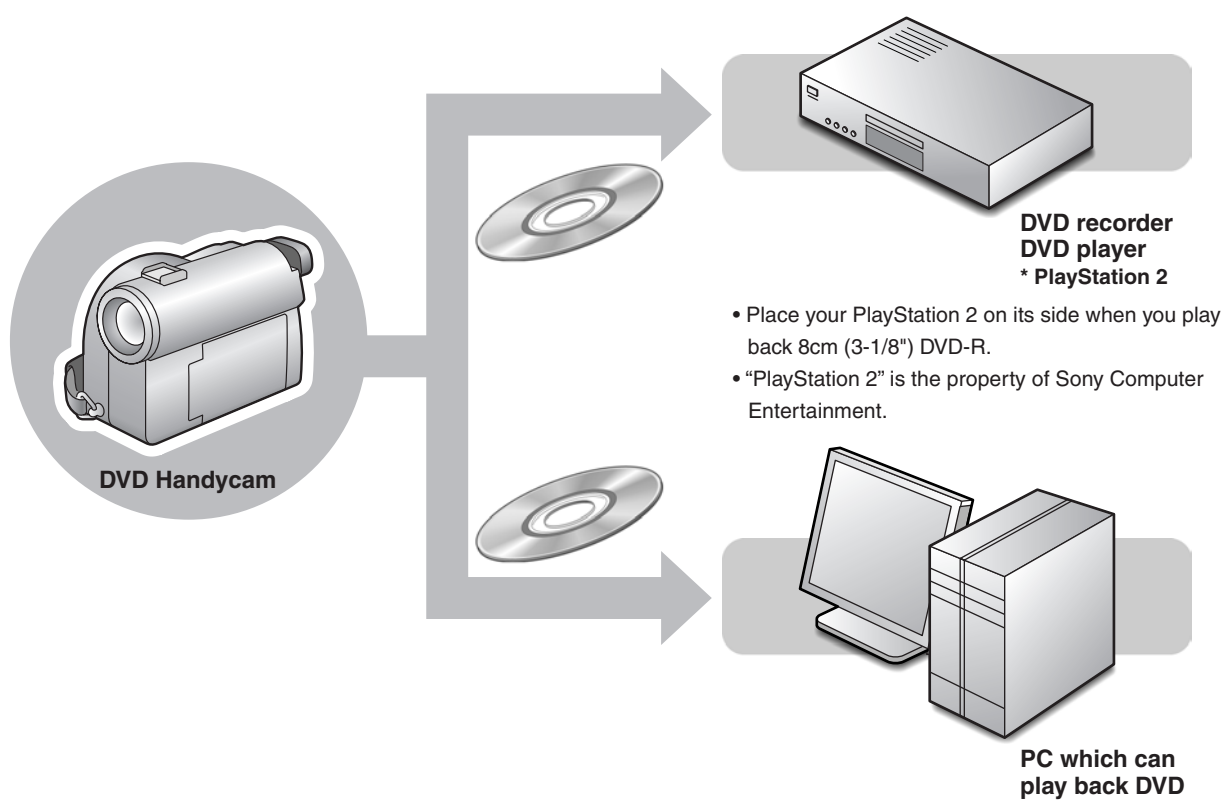 DVD Handycam
DVD recorder
DVD player
* PlayStation 2
• Place your PlayStation 2 on its side when you play
back 8cm (3-1/8") DVD-R.
• “PlayStation 2” is the property of Sony Computer
Entertainment.
PC which can
play back DVD